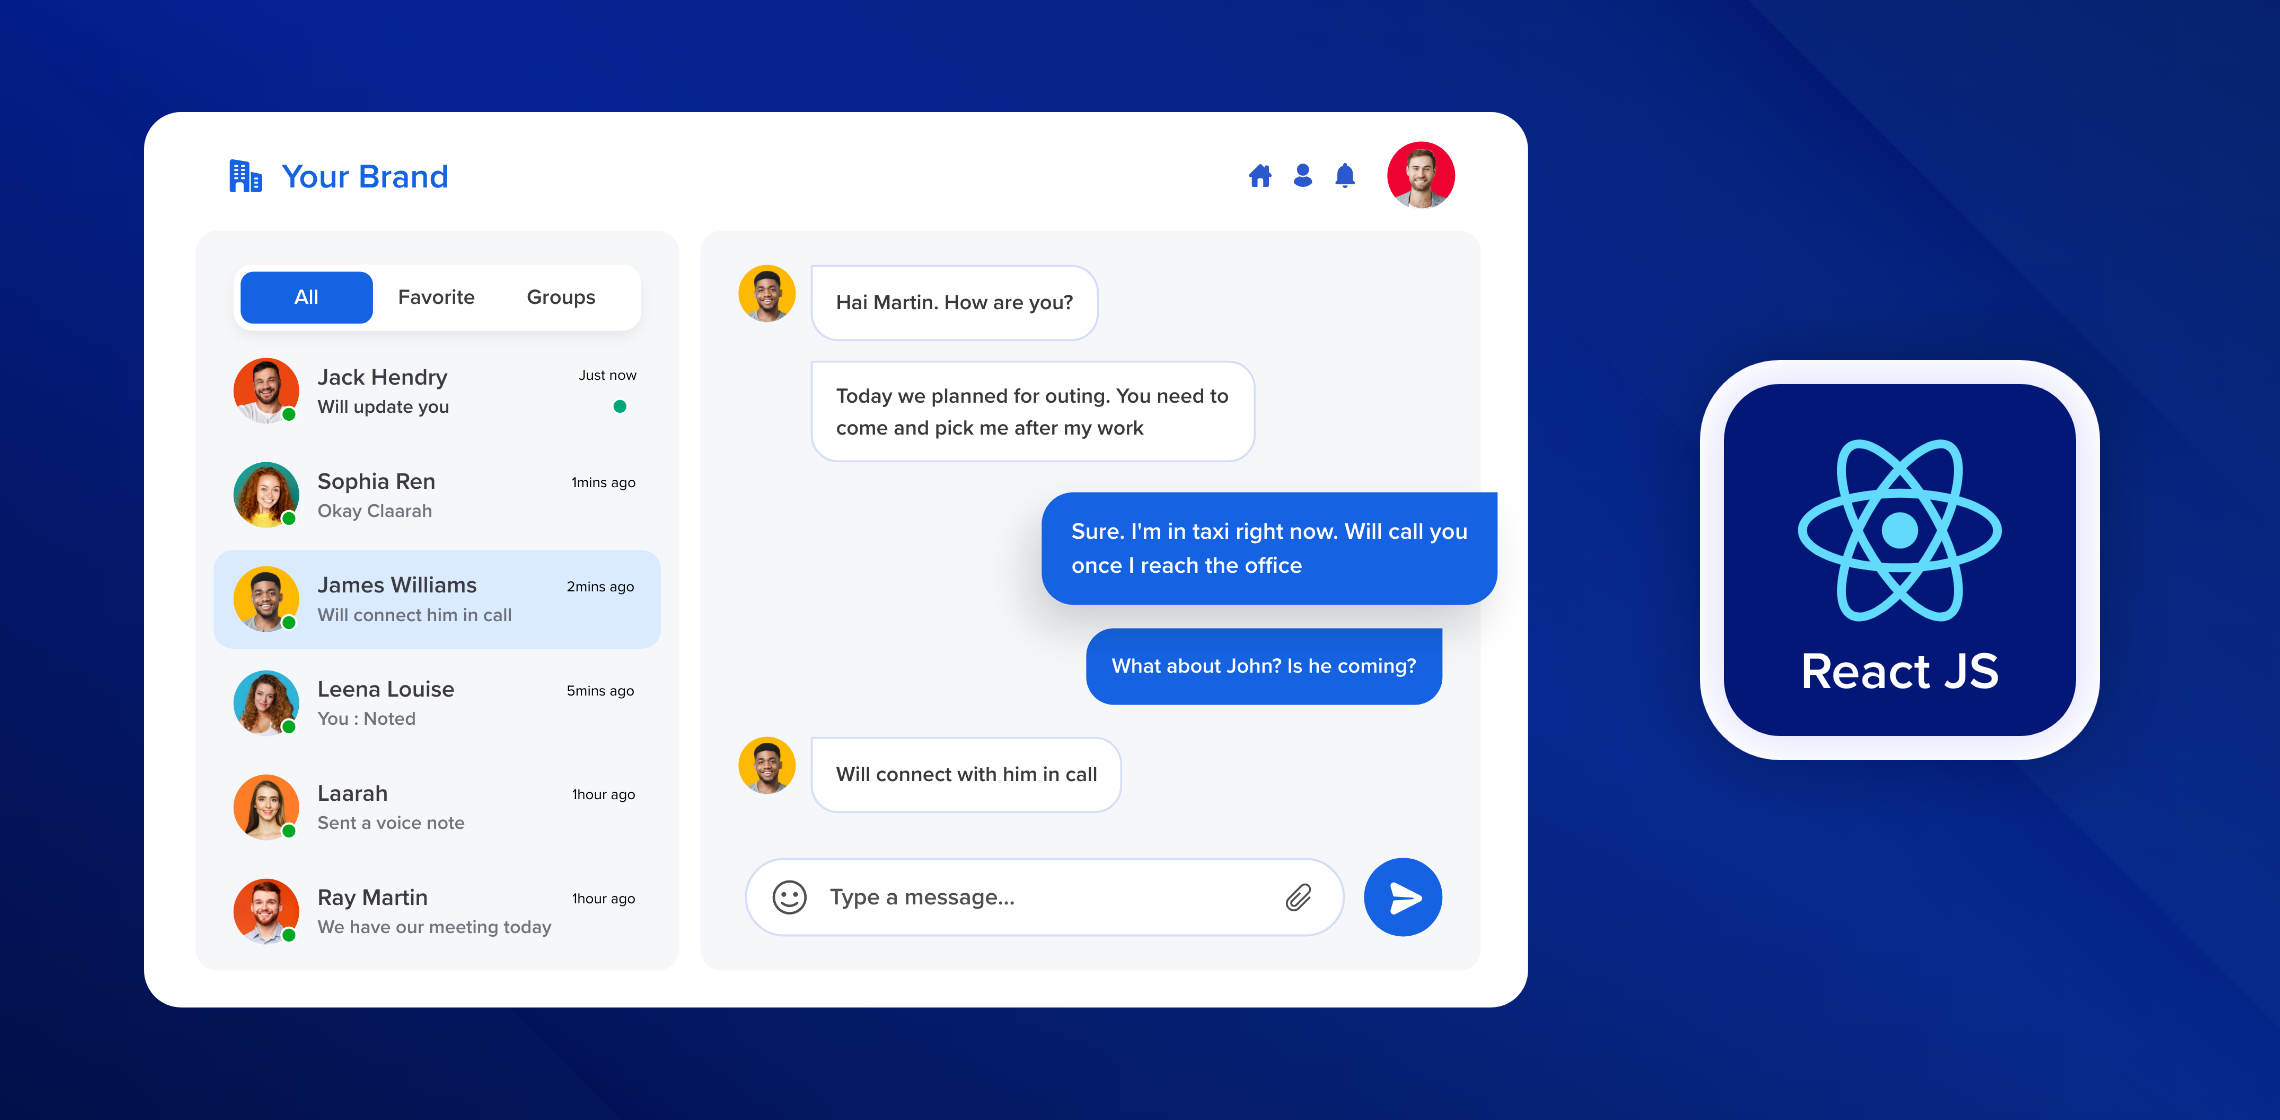 Your Brand
All
Favorite
Groups
Jack Hendry
Just now
Will update you
Sophia Ren
1mins ago
Okay Claarah
James Williams
2mins ago
Will connect him in call
Leena Louise
5mins ago
You : Noted
Laarah
1hour ago
Sent a voice note
Ray Martin
1hour ago
We have our meeting today
Hai Martin. How are you?
Today we planned for outing. You need to
come and pick me after my work
Sure. I'm in taxi right now. Will call you
once I reach the office
What about John? Is he coming?
Will connect with him in call
Type a message...
React JS